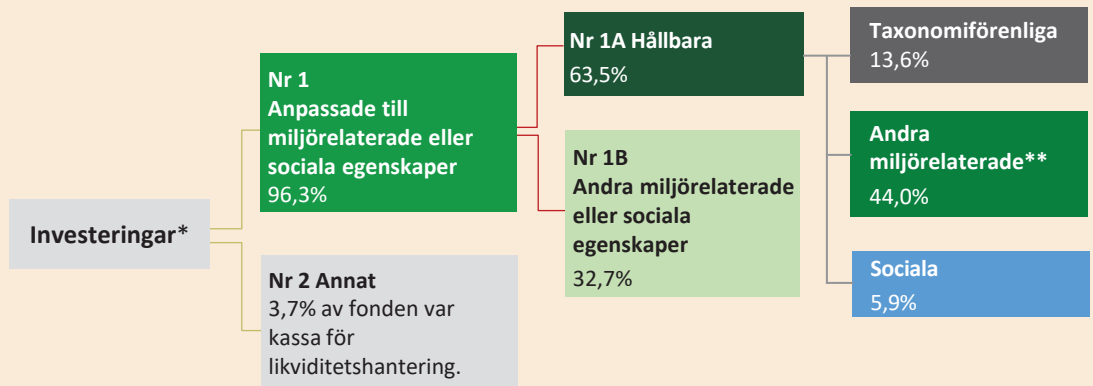 Investeringar*
Nr 1
Anpassade till
miljörelaterade eller
sociala egenskaper
96,3%
Nr 2 Annat
3,7% av fonden var
kassa för
likviditetshantering.
Nr 1A Hållbara
63,5%
Nr 1B
Andra miljörelaterade
eller sociala
egenskaper
32,7%
Taxonomiförenliga
13,6%
Andra
miljörelaterade**
44,0%
Sociala
5,9%